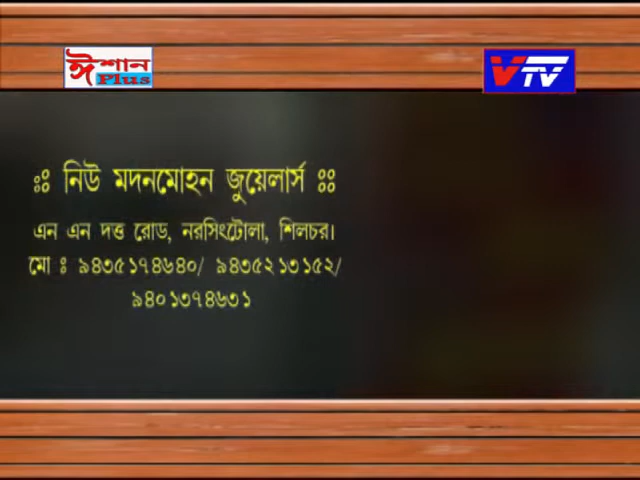 ঈশান
Plus
VTV
ঃঃ নিউ মদনমোহন জুয়েলার্স ঃঃ
এন এন দত্ত রোড, নরসিংটোলা, শিলচর।
মো ঃ ৯৪৩৫১৭৪৬৪০/ ৯৪৩৫২১৩১৫২/
৯৪০১৩৭৪৬৩১